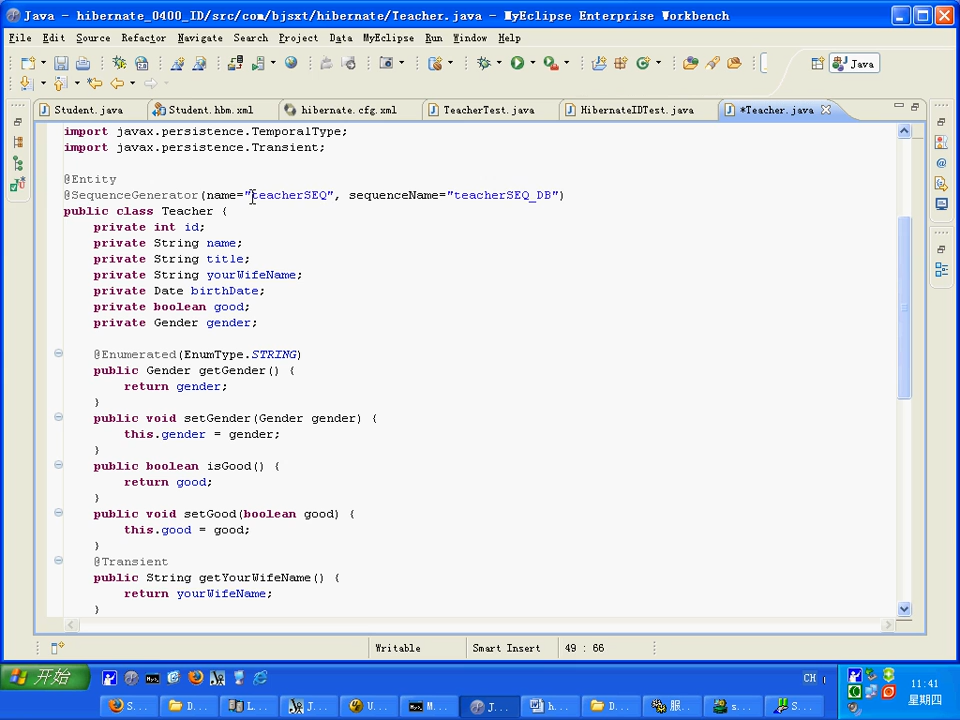 Java - hibernate_0400_ID/src/com/bjsxt/hibernate/Teacher.java - MyEclipse Enterprise Workbench
File Edit Source Refactor Navigate Search Project Data MyEclipse Run Window Help
Java
Student.java Student.hbm.xml hibernate.cfg.xml TeacherTest.java HibernateIDTest.java *Teacher.java
import javax.persistence.TemporalType;
import javax.persistence.Transient;
@Entity
@SequenceGenerator(name="teacherSEQ", sequenceName="teacherSEQ_DB")
public class Teacher {
private int id;
private String name;
private String title;
private String yourWifeName;
private Date birthDate;
private boolean good;
private Gender gender;
@Enumerated(EnumType.STRING)
public Gender getGender() {
return gender;
}
public void setGender(Gender gender) {
this.gender = gender;
}
public boolean isGood() {
return good;
}
public void setGood(boolean good) {
this.good = good;
}
@Transient
public String getYourWifeName() {
return yourWifeName;
}
Writable Smart Insert 49 : 66
开始 CH 11:41
星期四
S... D... L... J... U... M... J... h... D... 服... s... S...